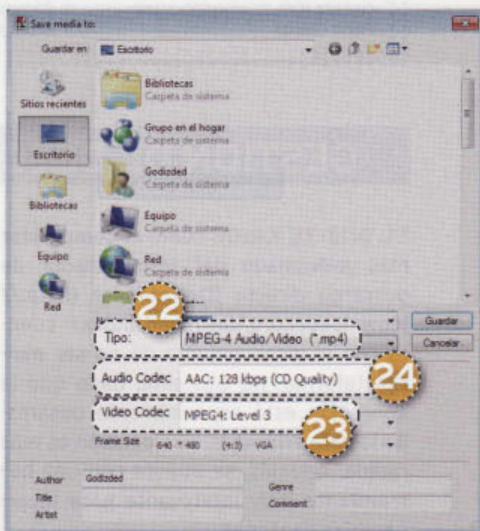 Save media to:
Guardar en: Escritorio
Sitios recientes
Escritorio
Bibliotecas
Equipo
Red
Bibliotecas
Carpeta de sistema
Grupo en el hogar
Carpeta de sistema
Godizded
Carpeta de sistema
Equipo
Carpeta de sistema
Red
Carpeta de sistema
22
Tipo: MPEG-4 Audio/Video (*.mp4)
Guardar
Cancelar
Audio Codec AAC: 128 kbps (CD Quality)
24
Video Codec MPEG4: Level 3
23
Frame Size 640 * 480 (4:3) VGA
Author Godizded
Title
Artist
Genre
Comment